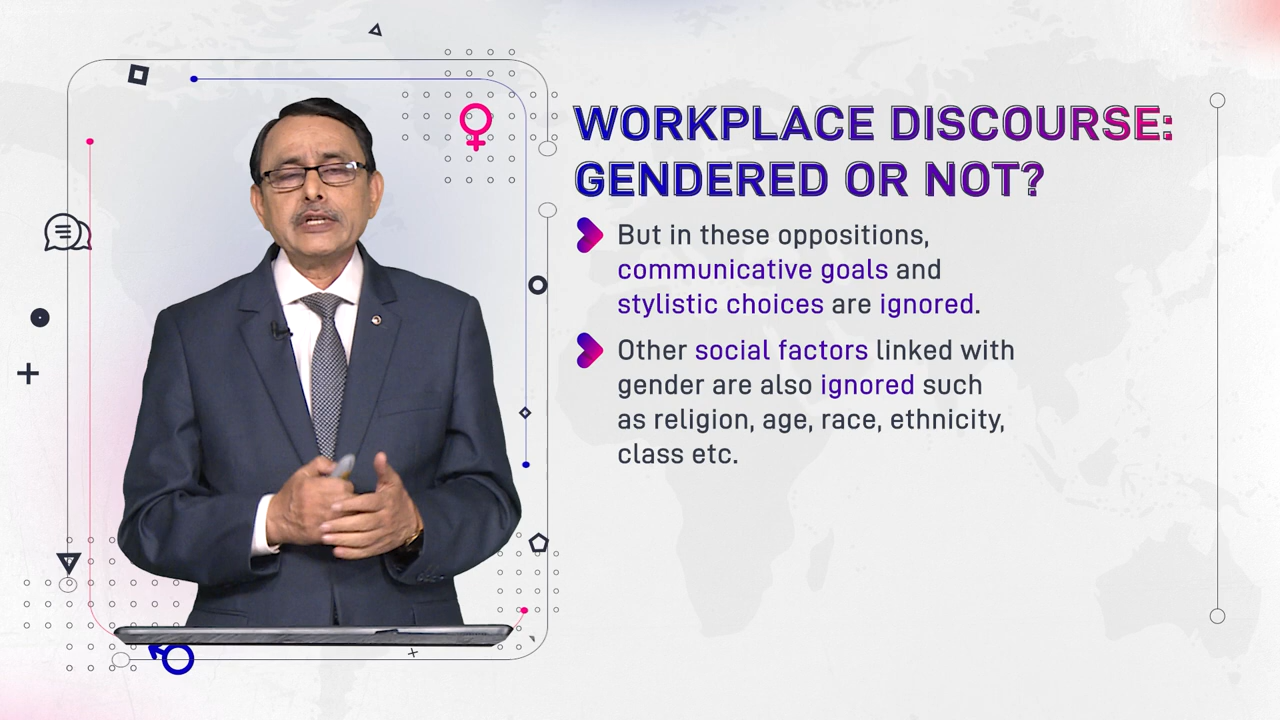 WORKPLACE DISCOURSE:
GENDERED OR NOT?
But in these oppositions,
communicative goals and
stylistic choices are ignored.
Other social factors linked with
gender are also ignored such
as religion, age, race, ethnicity,
class etc.